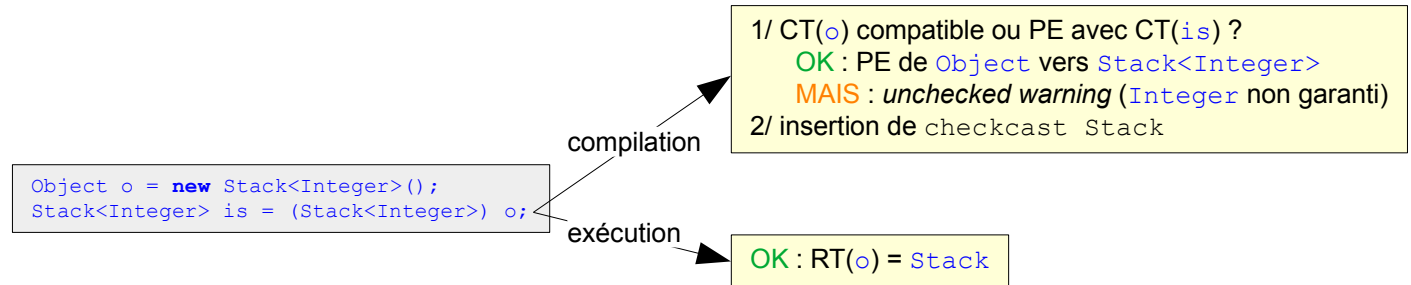 1/ CT(o) compatible ou PE avec CT(is) ?
OK : PE de Object vers Stack<Integer>
MAIS : unchecked warning (Integer non garanti)
2/ insertion de checkcast Stack
compilation
Object o = new Stack<Integer>();
Stack<Integer> is = (Stack<Integer>) o;
exécution
OK : RT(o) = Stack